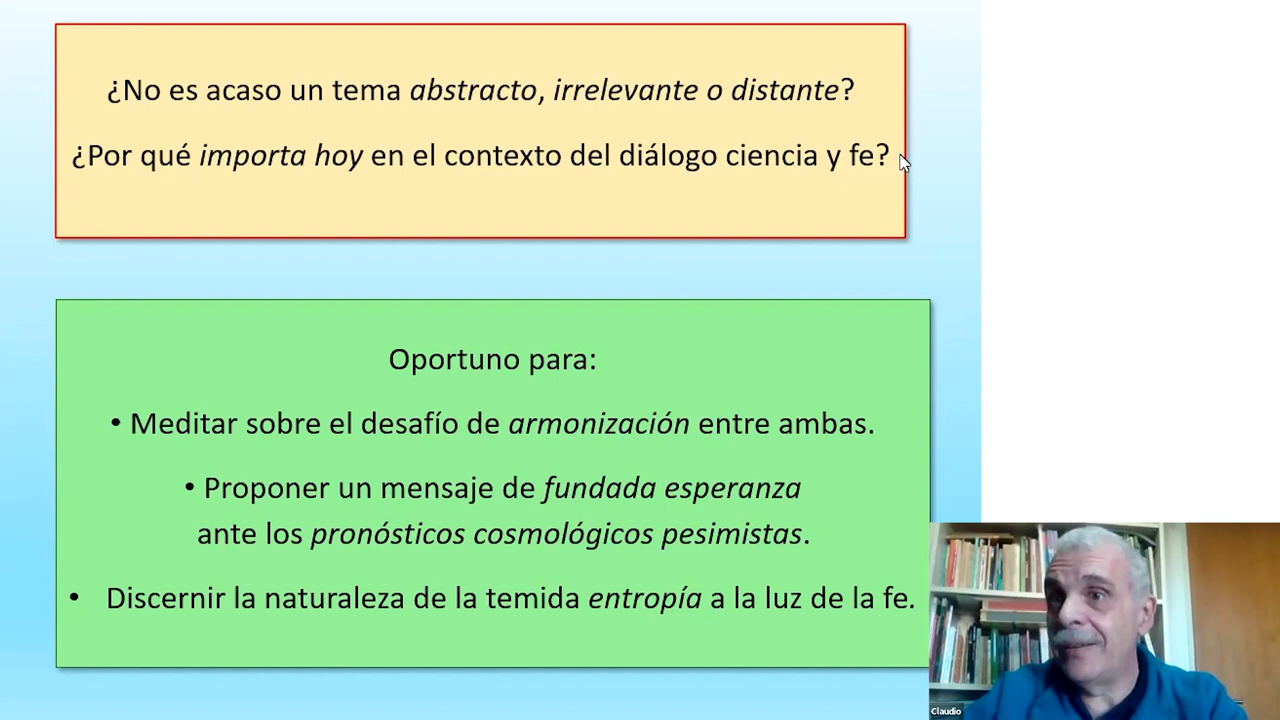 ¿No es acaso un tema abstracto, irrelevante o distante?
¿Por qué importa hoy en el contexto del diálogo ciencia y fe?
Oportuno para:
• Meditar sobre el desafío de armonización entre ambas.
• Proponer un mensaje de fundada esperanza
ante los pronósticos cosmológicos pesimistas.
• Discernir la naturaleza de la temida entropía a la luz de la fe.
Claudio